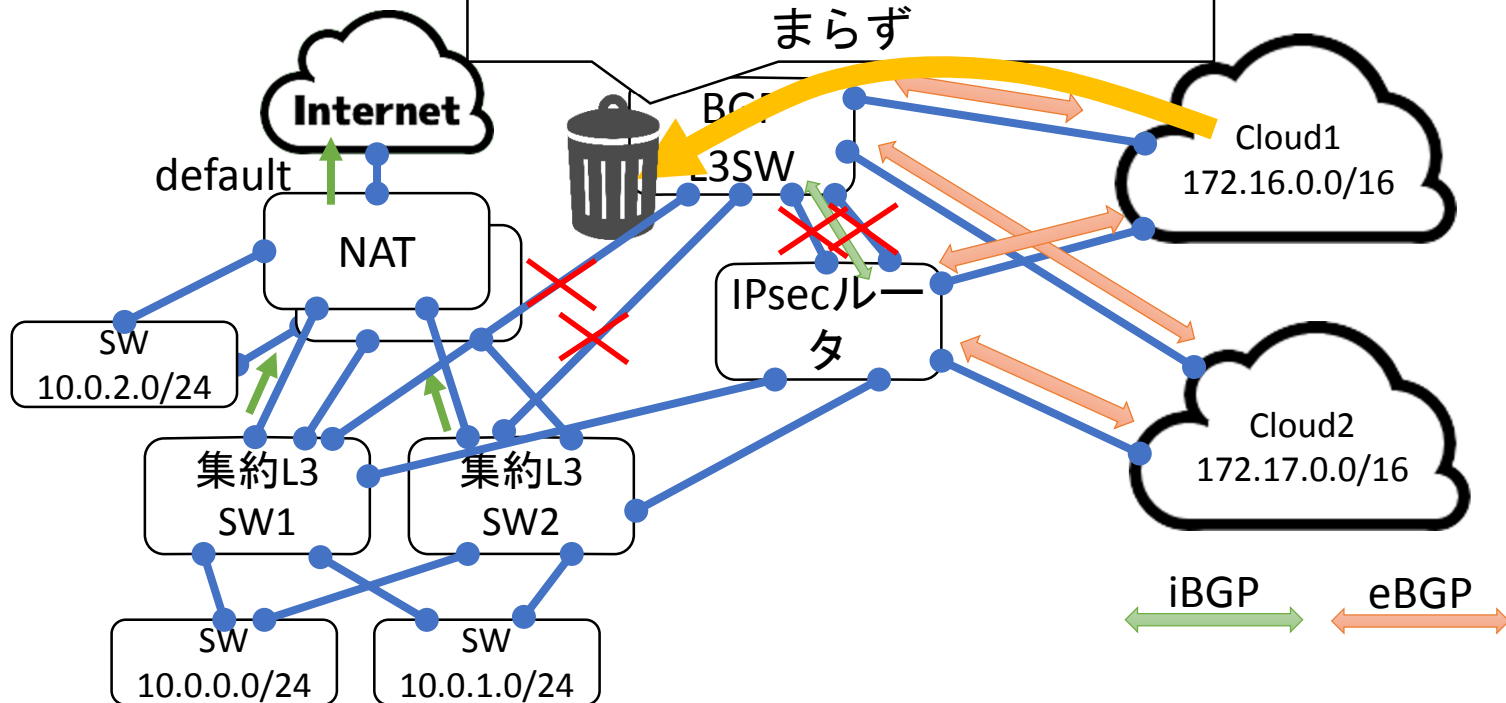 まらず
Internet
default
BGP
L3SW
Cloud1
172.16.0.0/16
NAT
IPsecルー
タ
SW
10.0.2.0/24
Cloud2
172.17.0.0/16
集約L3
SW1
集約L3
SW2
iBGP
eBGP
SW
10.0.0.0/24
SW
10.0.1.0/24